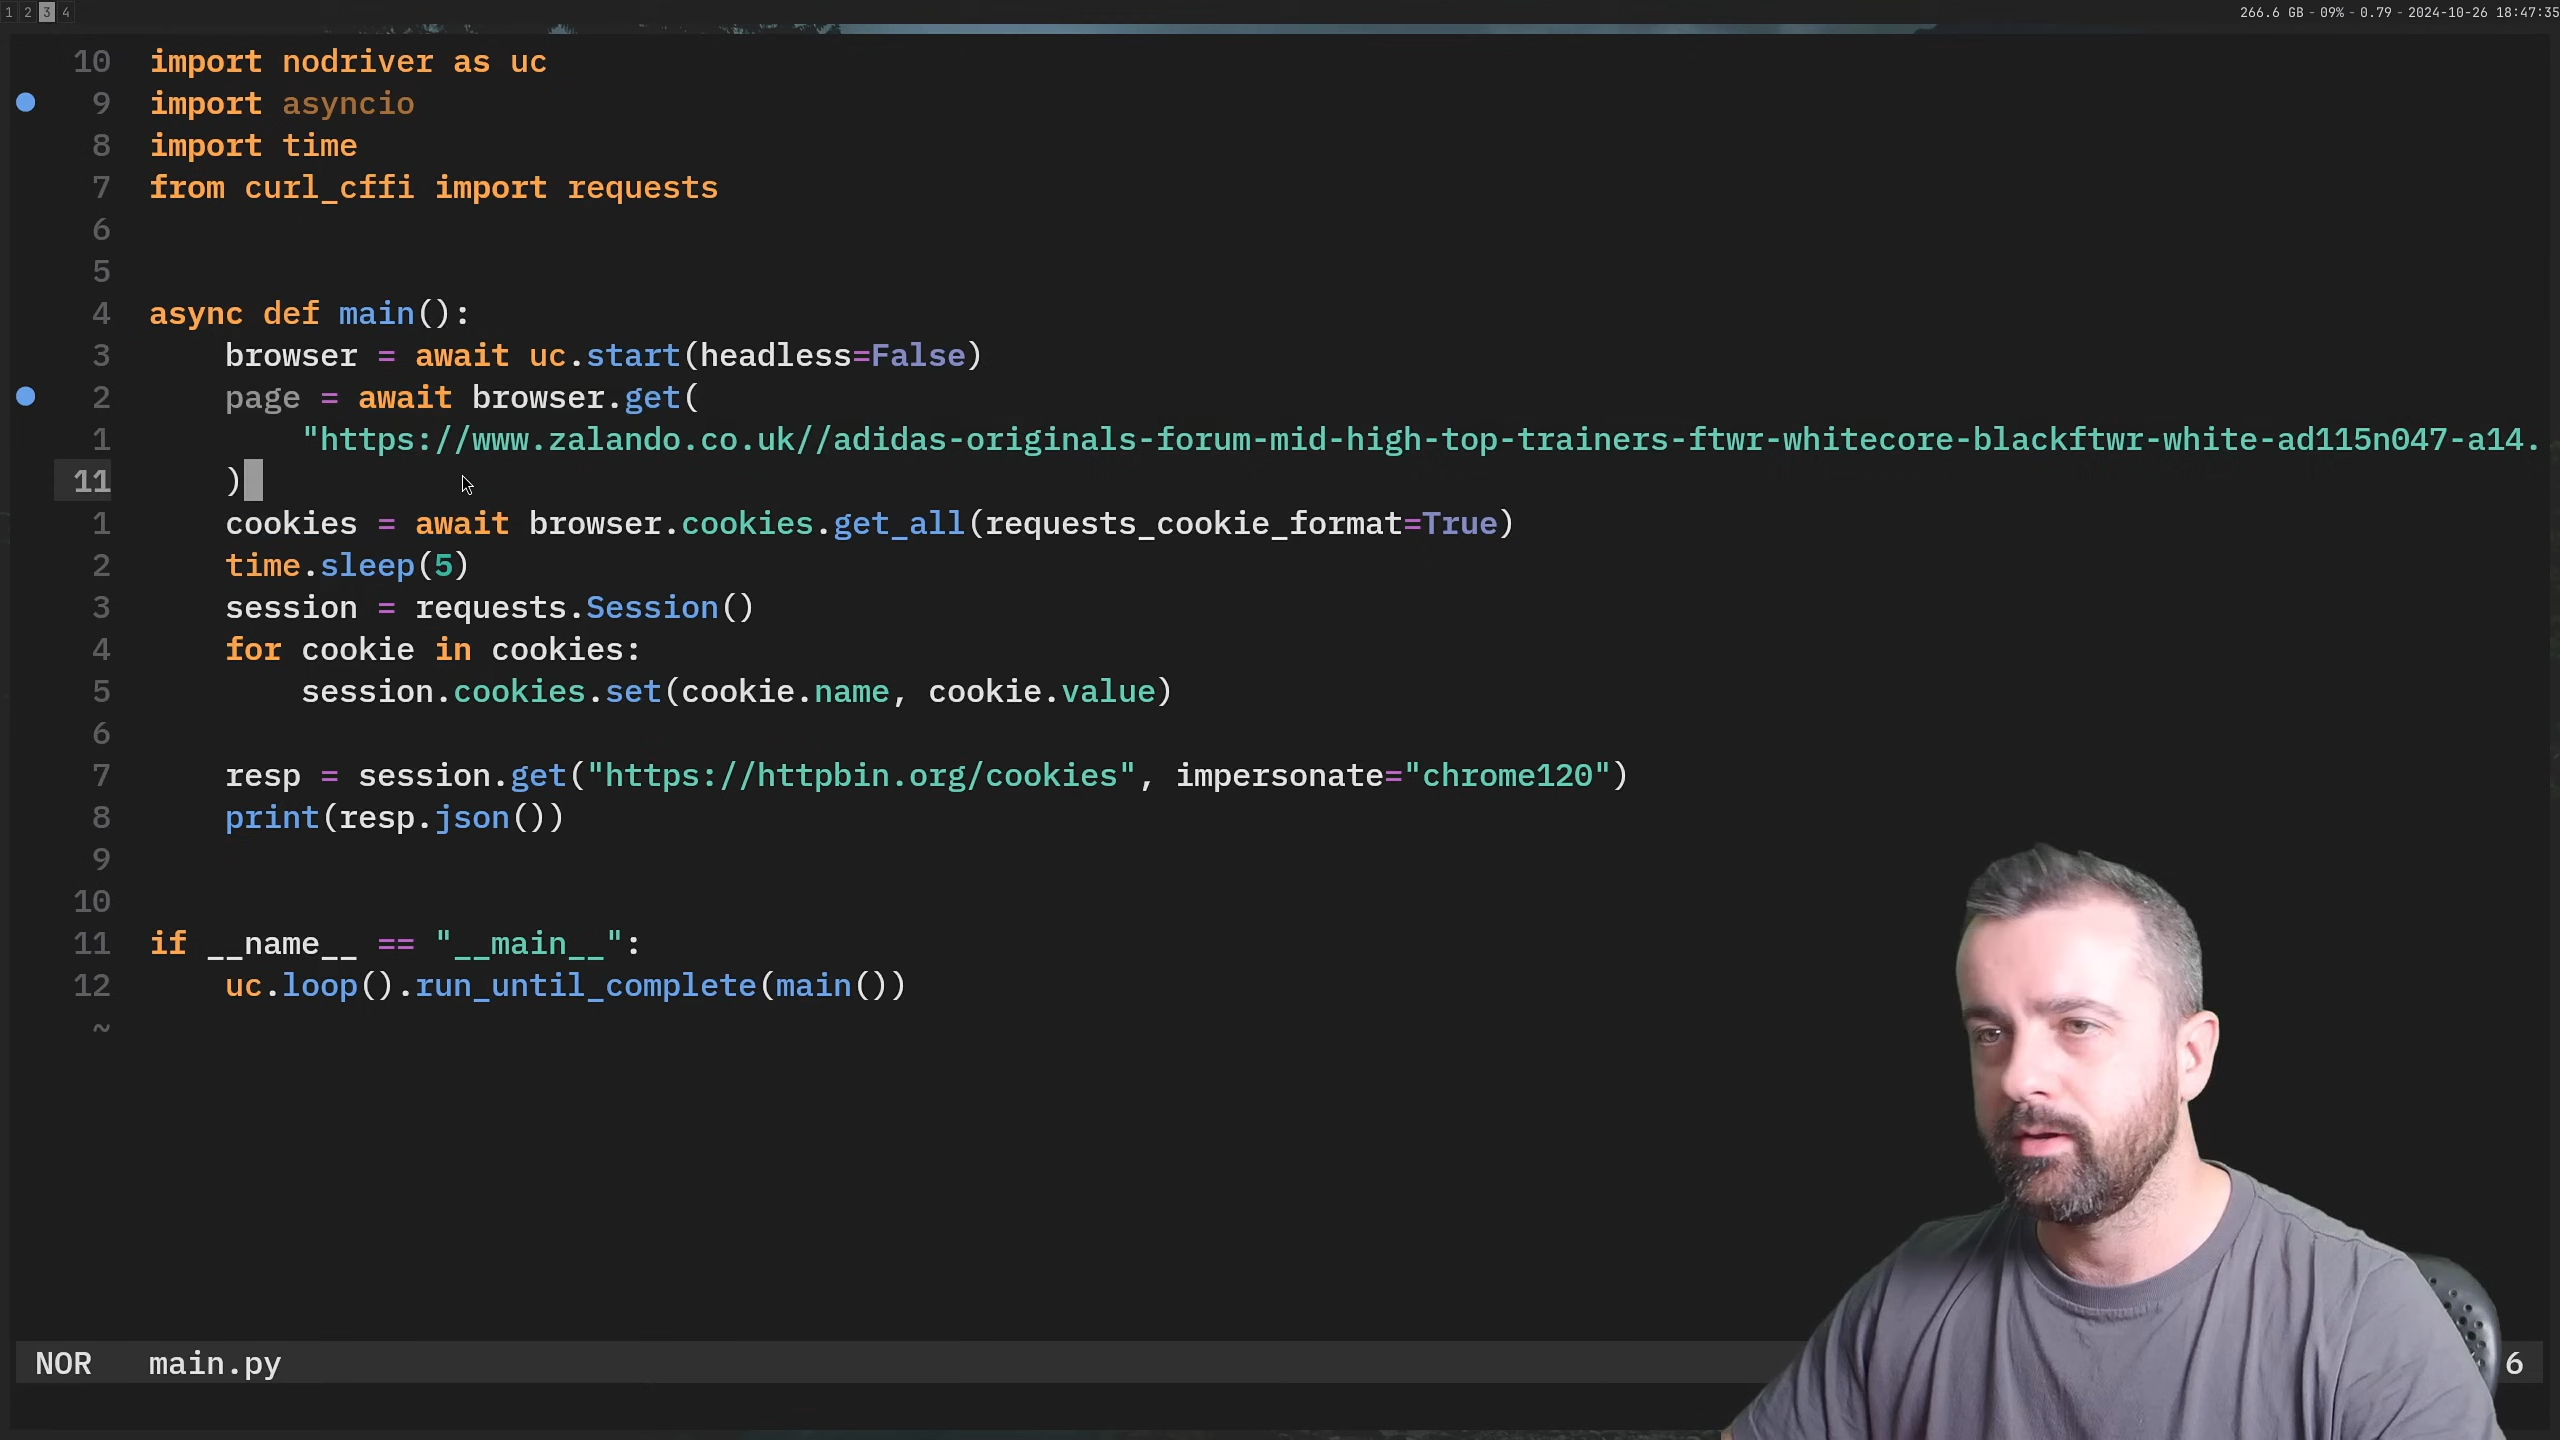 1 2 3 4
266.6 GB - 09% - 0.79 - 2024-10-26 18:47:35
10 import nodriver as uc
9 import asyncio
8 import time
7 from curl_cffi import requests
6
5
4 async def main():
3 browser = await uc.start(headless=False)
2 page = await browser.get(
1 "https://www.zalando.co.uk//adidas-originals-forum-mid-high-top-trainers-ftwr-whitecore-blackftwr-white-ad115n047-a14.
11 )
1 cookies = await browser.cookies.get_all(requests_cookie_format=True)
2 time.sleep(5)
3 session = requests.Session()
4 for cookie in cookies:
5 session.cookies.set(cookie.name, cookie.value)
6
7 resp = session.get("https://httpbin.org/cookies", impersonate="chrome120")
8 print(resp.json())
9
10
11 if __name__ == "__main__":
12 uc.loop().run_until_complete(main())
~
NOR main.py 6